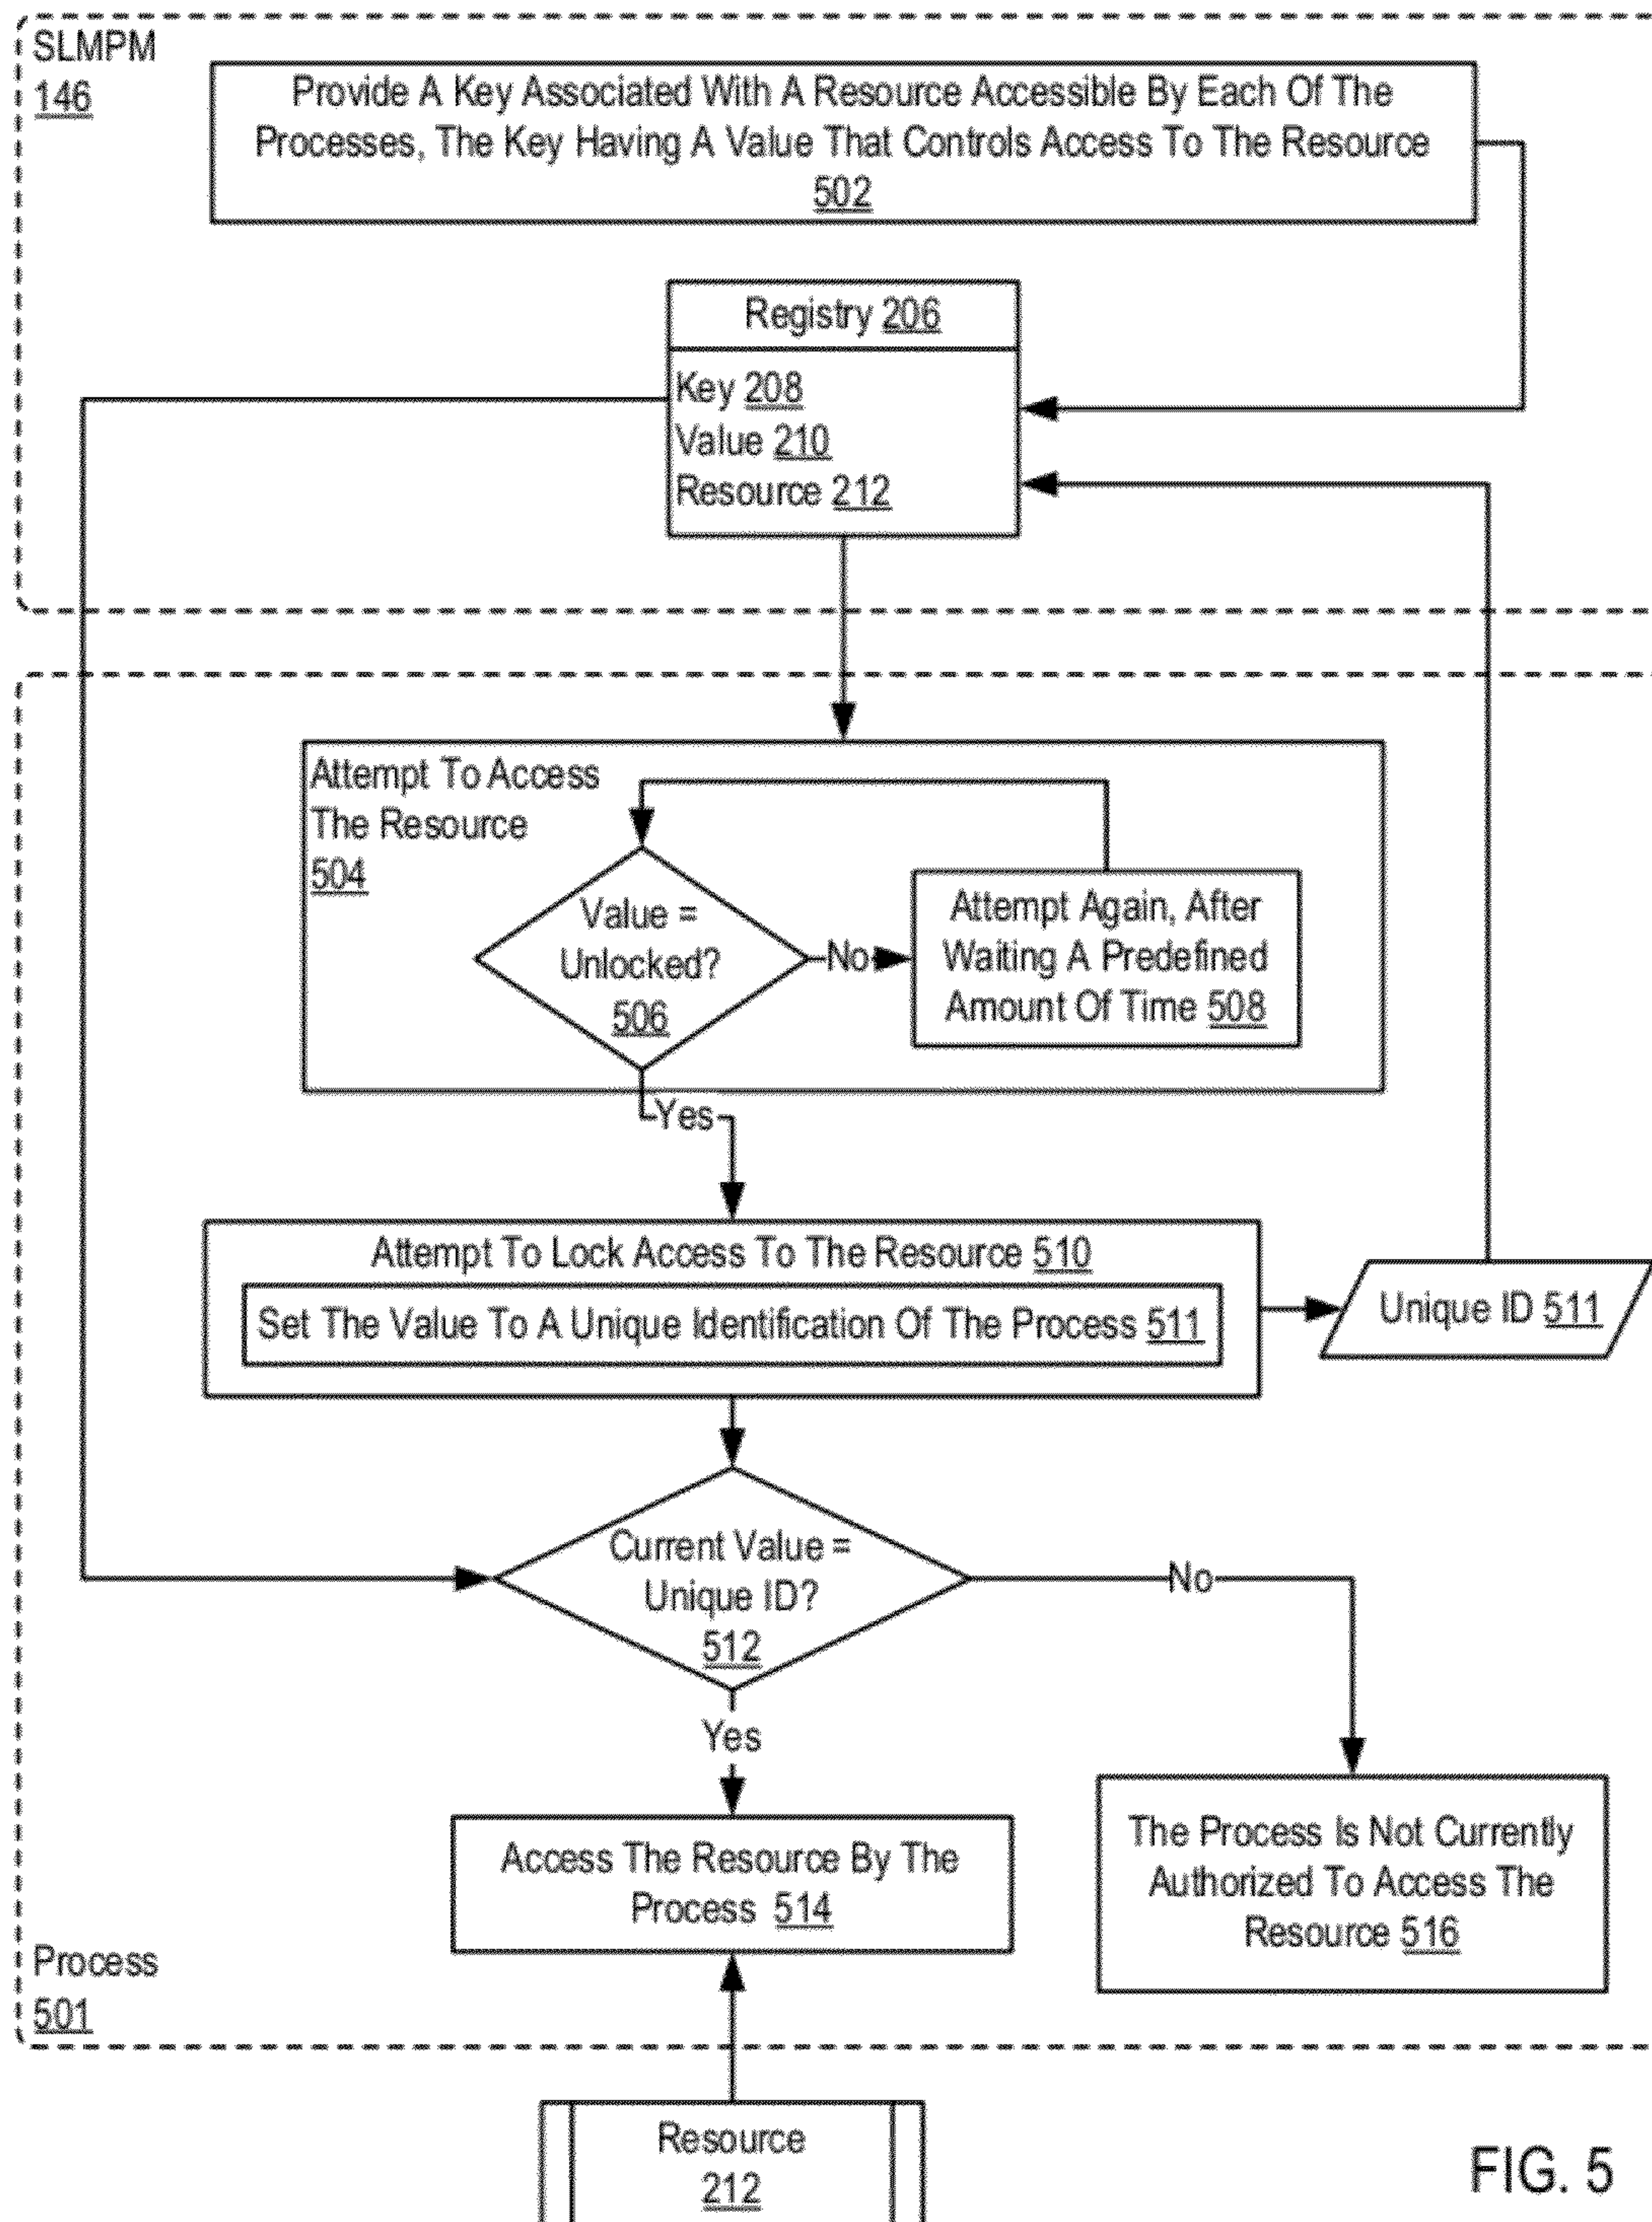 SLMPM
146
Provide A Key Associated With A Resource Accessible By Each Of The
Processes, The Key Having A Value That Controls Access To The Resource
502
Registry 206
Key 208
Value 210
Resource 212
Attempt To Access
The Resource
504
Value =
Unlocked?
506
No
Attempt Again, After
Waiting A Predefined
Amount Of Time 508
Yes
Attempt To Lock Access To The Resource 510
Set The Value To A Unique Identification Of The Process 511
Unique ID 511
Current Value =
Unique ID?
512
No
Yes
Access The Resource By The
Process 514
The Process Is Not Currently
Authorized To Access The
Resource 516
Process
501
Resource
212
FIG. 5